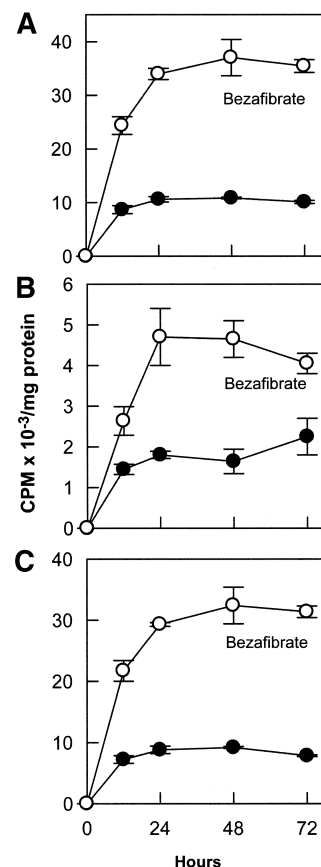 A
40
30
20
10
0
Bezafibrate
B
6
5
4
3
2
1
0
Bezafibrate
CPM x 10⁻³/mg protein
C
40
30
20
10
0
Bezafibrate
0 24 48 72
Hours